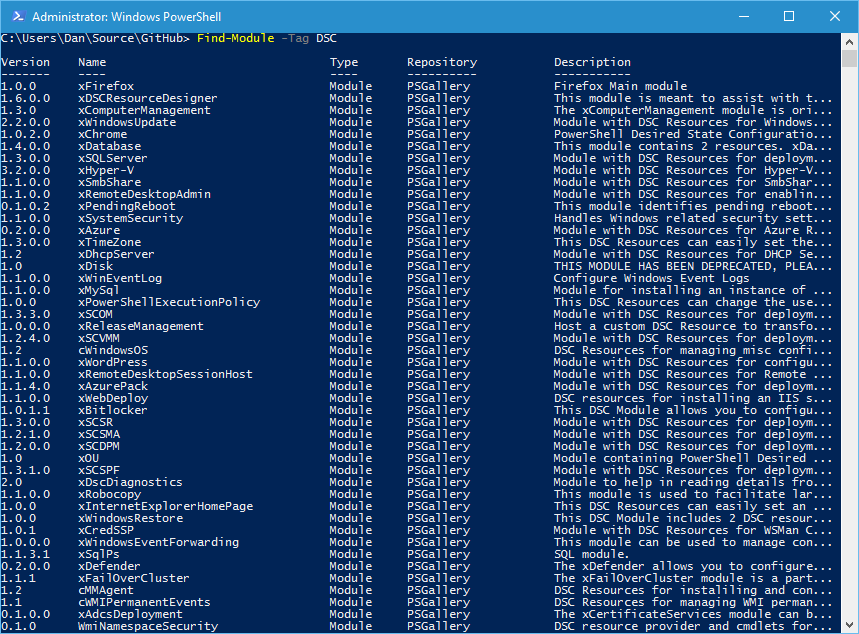 Administrator: Windows PowerShell
C:\Users\Dan\Source\GitHub> Find-Module -Tag DSC
Version Name Type Repository Description
------- ---- ---- ---------- -----------
1.0.0 xFirefox Module PSGallery Firefox Main module
1.6.0.0 xDSCResourceDesigner Module PSGallery This module is meant to assist with t...
1.3.0 xComputerManagement Module PSGallery The xComputerManagement module is ori...
2.2.0.0 xWindowsUpdate Module PSGallery Module with DSC Resources for Windows...
1.0.2.0 xChrome Module PSGallery PowerShell Desired State Configuratio...
1.4.0.0 xDatabase Module PSGallery This module contains 2 resources. xDa...
1.3.0.0 xSQLServer Module PSGallery Module with DSC Resources for deploym...
3.2.0.0 xHyper-V Module PSGallery Module with DSC Resources for Hyper-V...
1.1.0.0 xSmbShare Module PSGallery Module with DSC Resources for SmbShar...
1.1.0.0 xRemoteDesktopAdmin Module PSGallery Module with DSC Resources for enablin...
0.1.0.2 xPendingReboot Module PSGallery This module identifies pending reboot...
1.1.0.0 xSystemSecurity Module PSGallery Handles Windows related security sett...
0.2.0.0 xAzure Module PSGallery Module with DSC Resources for Azure R...
1.3.0.0 xTimeZone Module PSGallery This DSC Resources can easily set the...
1.2 xDhcpServer Module PSGallery Module with DSC Resources for DHCP Se...
1.0 xDisk Module PSGallery THIS MODULE HAS BEEN DEPRECATED, PLEA...
1.1.0.0 xWinEventLog Module PSGallery Configure Windows Event Logs
1.1.0.0 xMySql Module PSGallery Module for installing an instance of ...
1.0.0 xPowerShellExecutionPolicy Module PSGallery This DSC Resources can change the use...
1.3.3.0 xSCOM Module PSGallery Module with DSC Resources for deploym...
1.0.0.0 xReleaseManagement Module PSGallery Host a custom DSC Resource to transfo...
1.2.4.0 xSCVMM Module PSGallery Module with DSC Resources for deploym...
1.2 cWindowsOS Module PSGallery DSC Resources for managing misc confi...
1.1.0.0 xWordPress Module PSGallery Module with DSC Resources for configu...
1.1.0.0 xRemoteDesktopSessionHost Module PSGallery Module with DSC Resources for Remote ...
1.1.4.0 xAzurePack Module PSGallery Module with DSC Resources for deploym...
1.1.0.0 xWebDeploy Module PSGallery DSC resources for installing an IIS s...
1.0.1.1 xBitlocker Module PSGallery This DSC Module allows you to configu...
1.3.0.0 xSCSR Module PSGallery Module with DSC Resources for deploym...
1.2.1.0 xSCSMA Module PSGallery Module with DSC Resources for deploym...
1.2.0.0 xSCDPM Module PSGallery Module with DSC Resources for deploym...
1.0 xOU Module PSGallery Module containing PowerShell Desired ...
1.3.1.0 xSCSPF Module PSGallery Module with DSC Resources for deploym...
2.0 xDscDiagnostics Module PSGallery Module to help in reading details fro...
1.1.0.0 xRobocopy Module PSGallery This module is used to facilitate lar...
1.0.0 xInternetExplorerHomePage Module PSGallery This DSC Resources can easily set an ...
1.0.0 xWindowsRestore Module PSGallery This DSC Module includes 2 DSC resour...
1.0.1 xCredSSP Module PSGallery Module with DSC Resources for WSMan C...
1.0.0.0 xWindowsEventForwarding Module PSGallery This module can be used to manage con...
1.1.3.1 xSqlPs Module PSGallery SQL module.
0.2.0.0 xDefender Module PSGallery The xDefender allows you to configure...
1.1.1 xFailOverCluster Module PSGallery The xFailOverCluster module is a part...
1.2 cMMAgent Module PSGallery DSC Resources for instaliling and con...
1.1 cWMIPermanentEvents Module PSGallery DSC Resources for managing WMI perman...
0.1.0.0 xAdcsDeployment Module PSGallery The xCertificateServices module can b...
0.1.0 WmiNamespaceSecurity Module PSGallery DSC resource provider and cmdlets for...